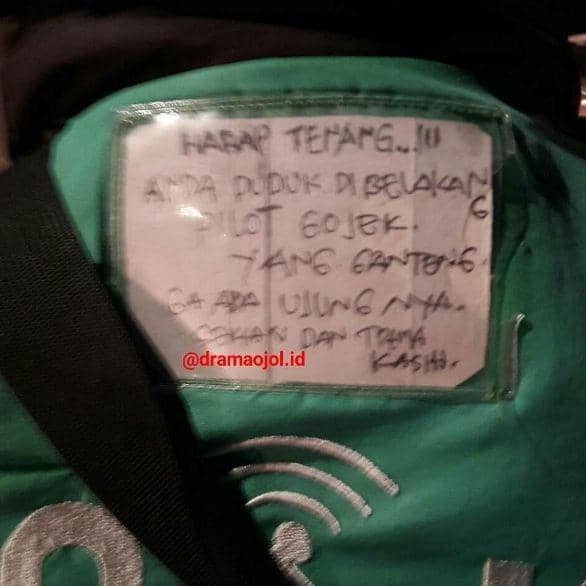 HARAP TENANG..!!!
ANDA DUDUK DI BELAKAN
G
PILOT GOJEK.
YANG GANTENG.
GA ADA UJUNG NYA.
SEKIAN DAN TRIMA
KASIH.
@dramaojol.id